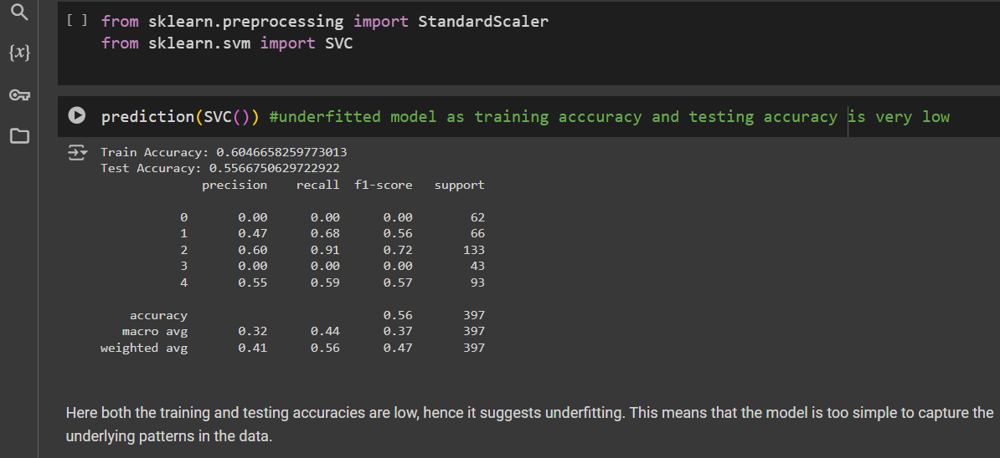 [ ] from sklearn.preprocessing import StandardScaler
from sklearn.svm import SVC
{x}
prediction(SVC()) #underfitted model as training acccuracy and testing accuracy is very low
Train Accuracy: 0.6046658259773013
Test Accuracy: 0.5566750629722922
precision recall f1-score support
0 0.00 0.00 0.00 62
1 0.47 0.68 0.56 66
2 0.60 0.91 0.72 133
3 0.00 0.00 0.00 43
4 0.55 0.59 0.57 93
accuracy 0.56 397
macro avg 0.32 0.44 0.37 397
weighted avg 0.41 0.56 0.47 397
Here both the training and testing accuracies are low, hence it suggests underfitting. This means that the model is too simple to capture the
underlying patterns in the data.